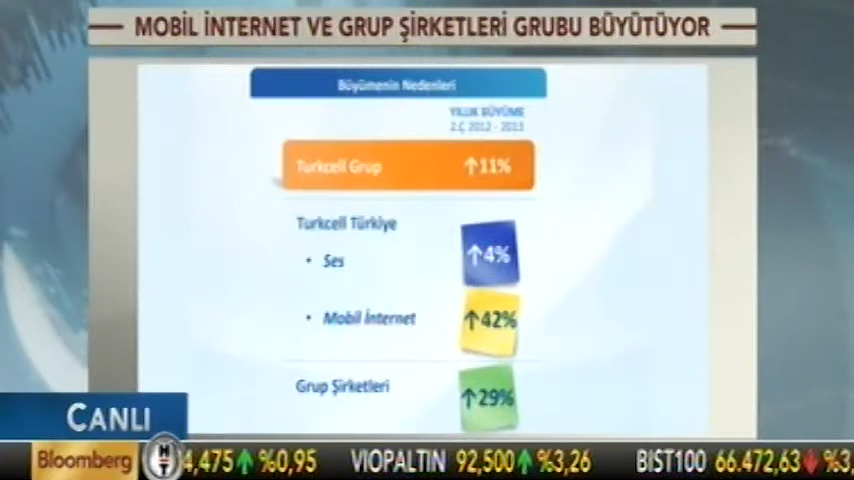 MOBİL İNTERNET VE GRUP ŞİRKETLERİ GRUBU BÜYÜTÜYOR
Büyümenin Nedenleri
YILLIK BÜYÜME
2.Ç 2012 - 2013
Turkcell Grup ↑11%
Turkcell Türkiye
• Ses ↑4%
• Mobil İnternet ↑42%
Grup Şirketleri ↑29%
CANLI
Bloomberg HT 4,475 ↑ %0,95 VIOPALTIN 92,500 ↑ %3,26 BIST100 66.472,63 ↓ %3,